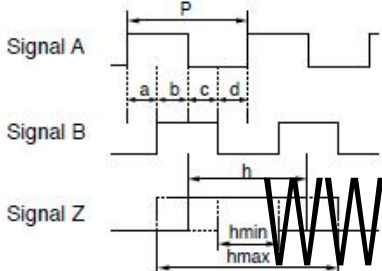 P
Signal A
a b c d
Signal B
h
Signal Z
hmin
hmax